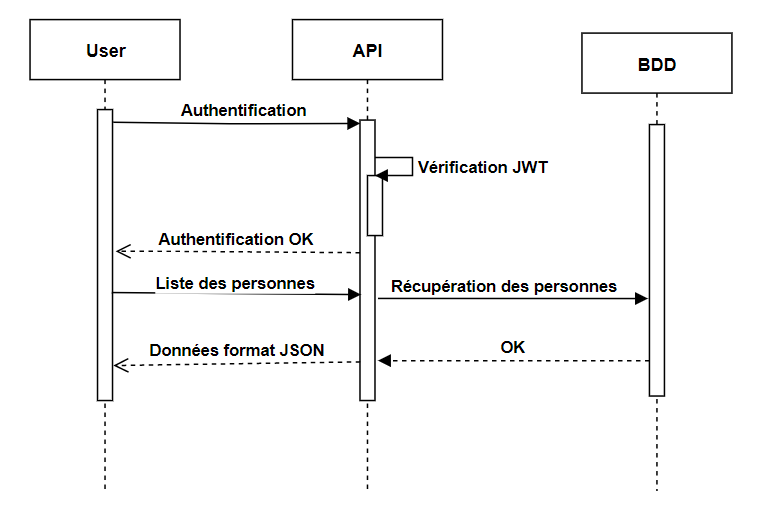 User
API
BDD
Authentification
Vérification JWT
Authentification OK
Liste des personnes
Récupération des personnes
Données format JSON
OK